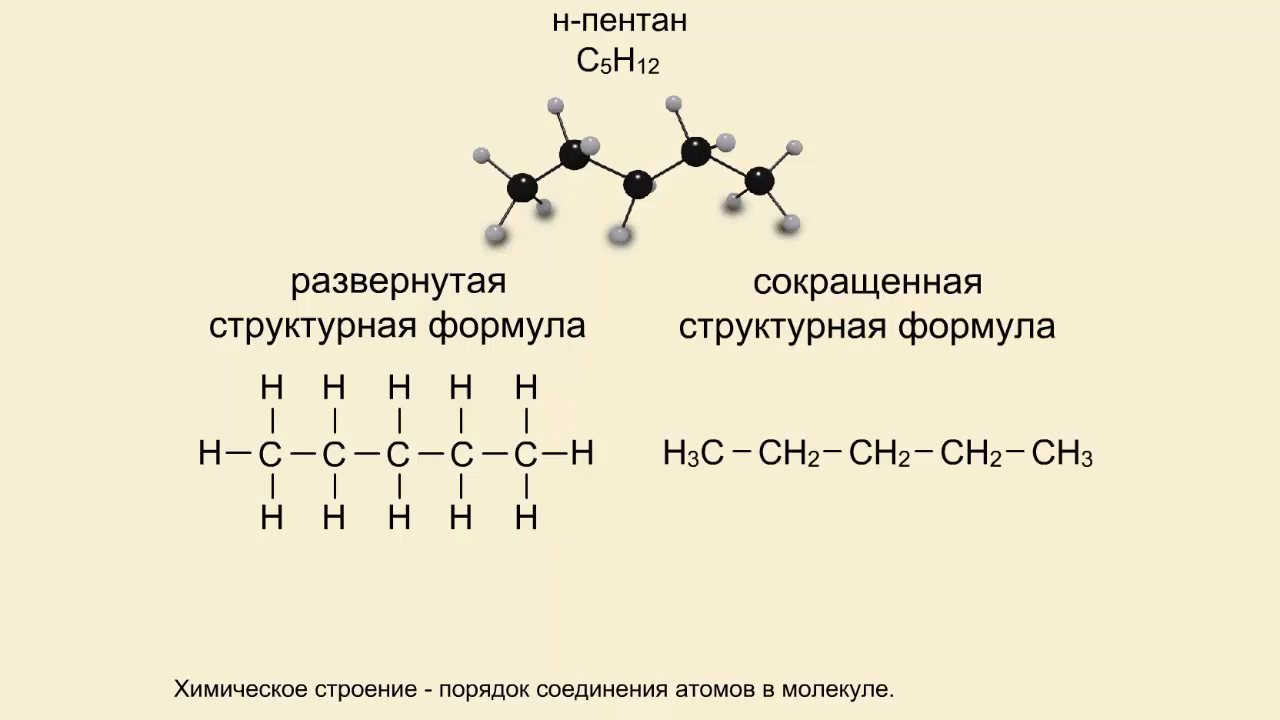 н-пентан
C₅H₁₂
развернутая
структурная формула
сокращенная
структурная формула
H H H H H
H – C – C – C – C – C – H
H H H H H
H₃C – CH₂ – CH₂ – CH₂ – CH₃
Химическое строение - порядок соединения атомов в молекуле.